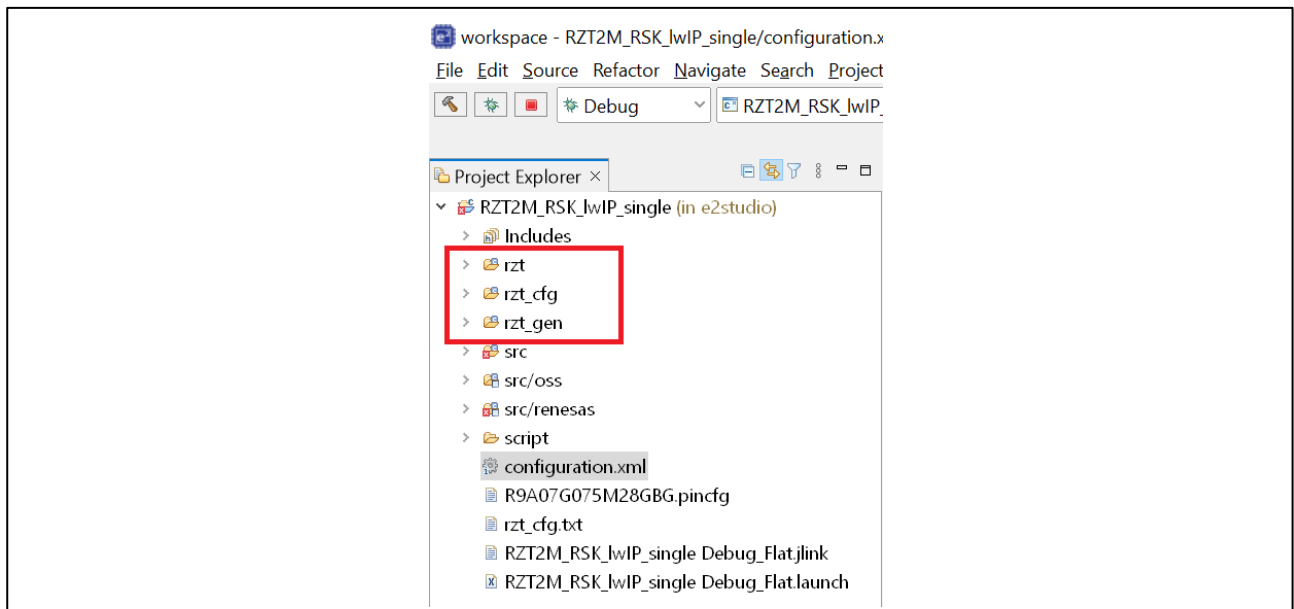 workspace - RZT2M_RSK_lwIP_single/configuration.x
File Edit Source Refactor Navigate Search Project
Debug RZT2M_RSK_lwIP_
Project Explorer
RZT2M_RSK_lwIP_single (in e2studio)
Includes
rzt
rzt_cfg
rzt_gen
src
src/oss
src/renesas
script
configuration.xml
R9A07G075M28GBG.pincfg
rzt_cfg.txt
RZT2M_RSK_lwIP_single Debug_Flat.jlink
RZT2M_RSK_lwIP_single Debug_Flat.launch